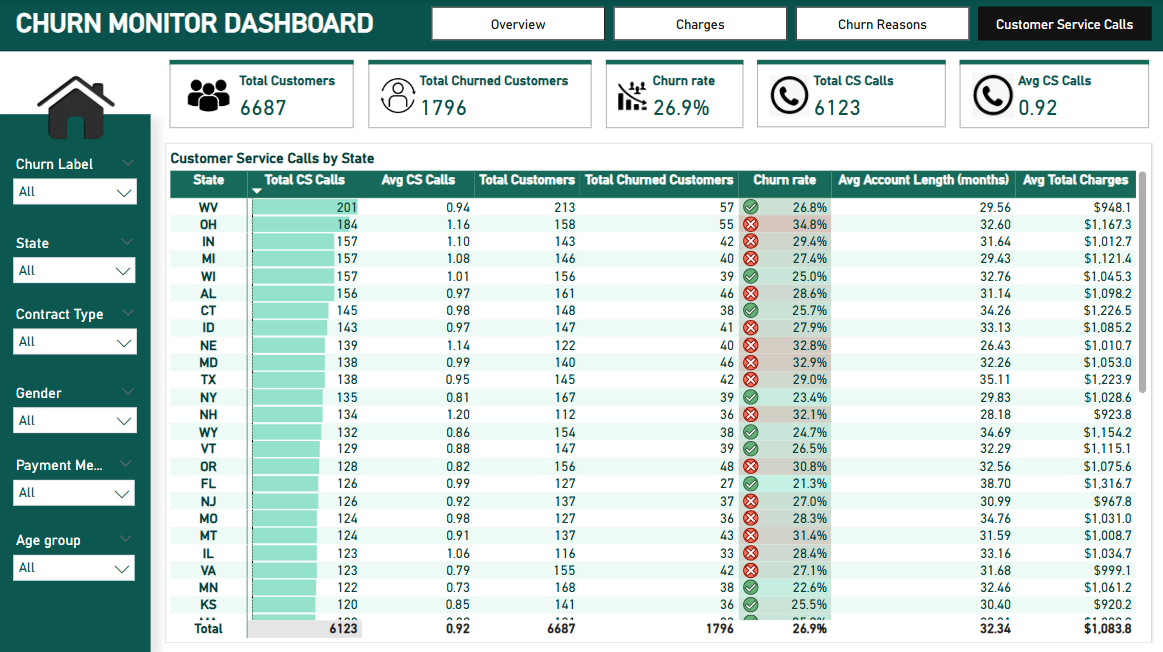 CHURN MONITOR DASHBOARD
Overview
Charges
Churn Reasons
Customer Service Calls
Total Customers
6687
Total Churned Customers
1796
Churn rate
26.9%
Total CS Calls
6123
Avg CS Calls
0.92
Churn Label
All
State
All
Contract Type
All
Gender
All
Payment Me...
All
Age group
All
Customer Service Calls by State
State Total CS Calls Avg CS Calls Total Customers Total Churned Customers Churn rate Avg Account Length (months) Avg Total Charges
WV 201 0.94 213 57 26.8% 29.56 $948.1
OH 184 1.16 158 55 34.8% 32.60 $1,167.3
IN 157 1.10 143 42 29.4% 31.64 $1,012.7
MI 157 1.08 146 40 27.4% 29.43 $1,121.4
WI 157 1.01 156 39 25.0% 32.76 $1,045.3
AL 156 0.97 161 46 28.6% 31.14 $1,098.2
CT 145 0.98 148 38 25.7% 34.26 $1,226.5
ID 143 0.97 147 41 27.9% 33.13 $1,085.2
NE 139 1.14 122 40 32.8% 26.43 $1,010.7
MD 138 0.99 140 46 32.9% 32.26 $1,053.0
TX 138 0.95 145 42 29.0% 35.11 $1,223.9
NY 135 0.81 167 39 23.4% 29.83 $1,028.6
NH 134 1.20 112 36 32.1% 28.18 $923.8
WY 132 0.86 154 38 24.7% 34.69 $1,154.2
VT 129 0.88 147 39 26.5% 32.29 $1,115.1
OR 128 0.82 156 48 30.8% 32.56 $1,075.6
FL 126 0.99 127 27 21.3% 38.70 $1,316.7
NJ 126 0.92 137 37 27.0% 30.99 $967.8
MO 124 0.98 127 36 28.3% 34.76 $1,031.0
MT 124 0.91 137 43 31.4% 31.59 $1,008.7
IL 123 1.06 116 33 28.4% 33.16 $1,034.7
VA 123 0.79 155 42 27.1% 31.68 $999.1
MN 122 0.73 168 38 22.6% 32.46 $1,061.2
KS 120 0.85 141 36 25.5% 30.40 $920.2
Total 6123 0.92 6687 1796 26.9% 32.34 $1,083.8